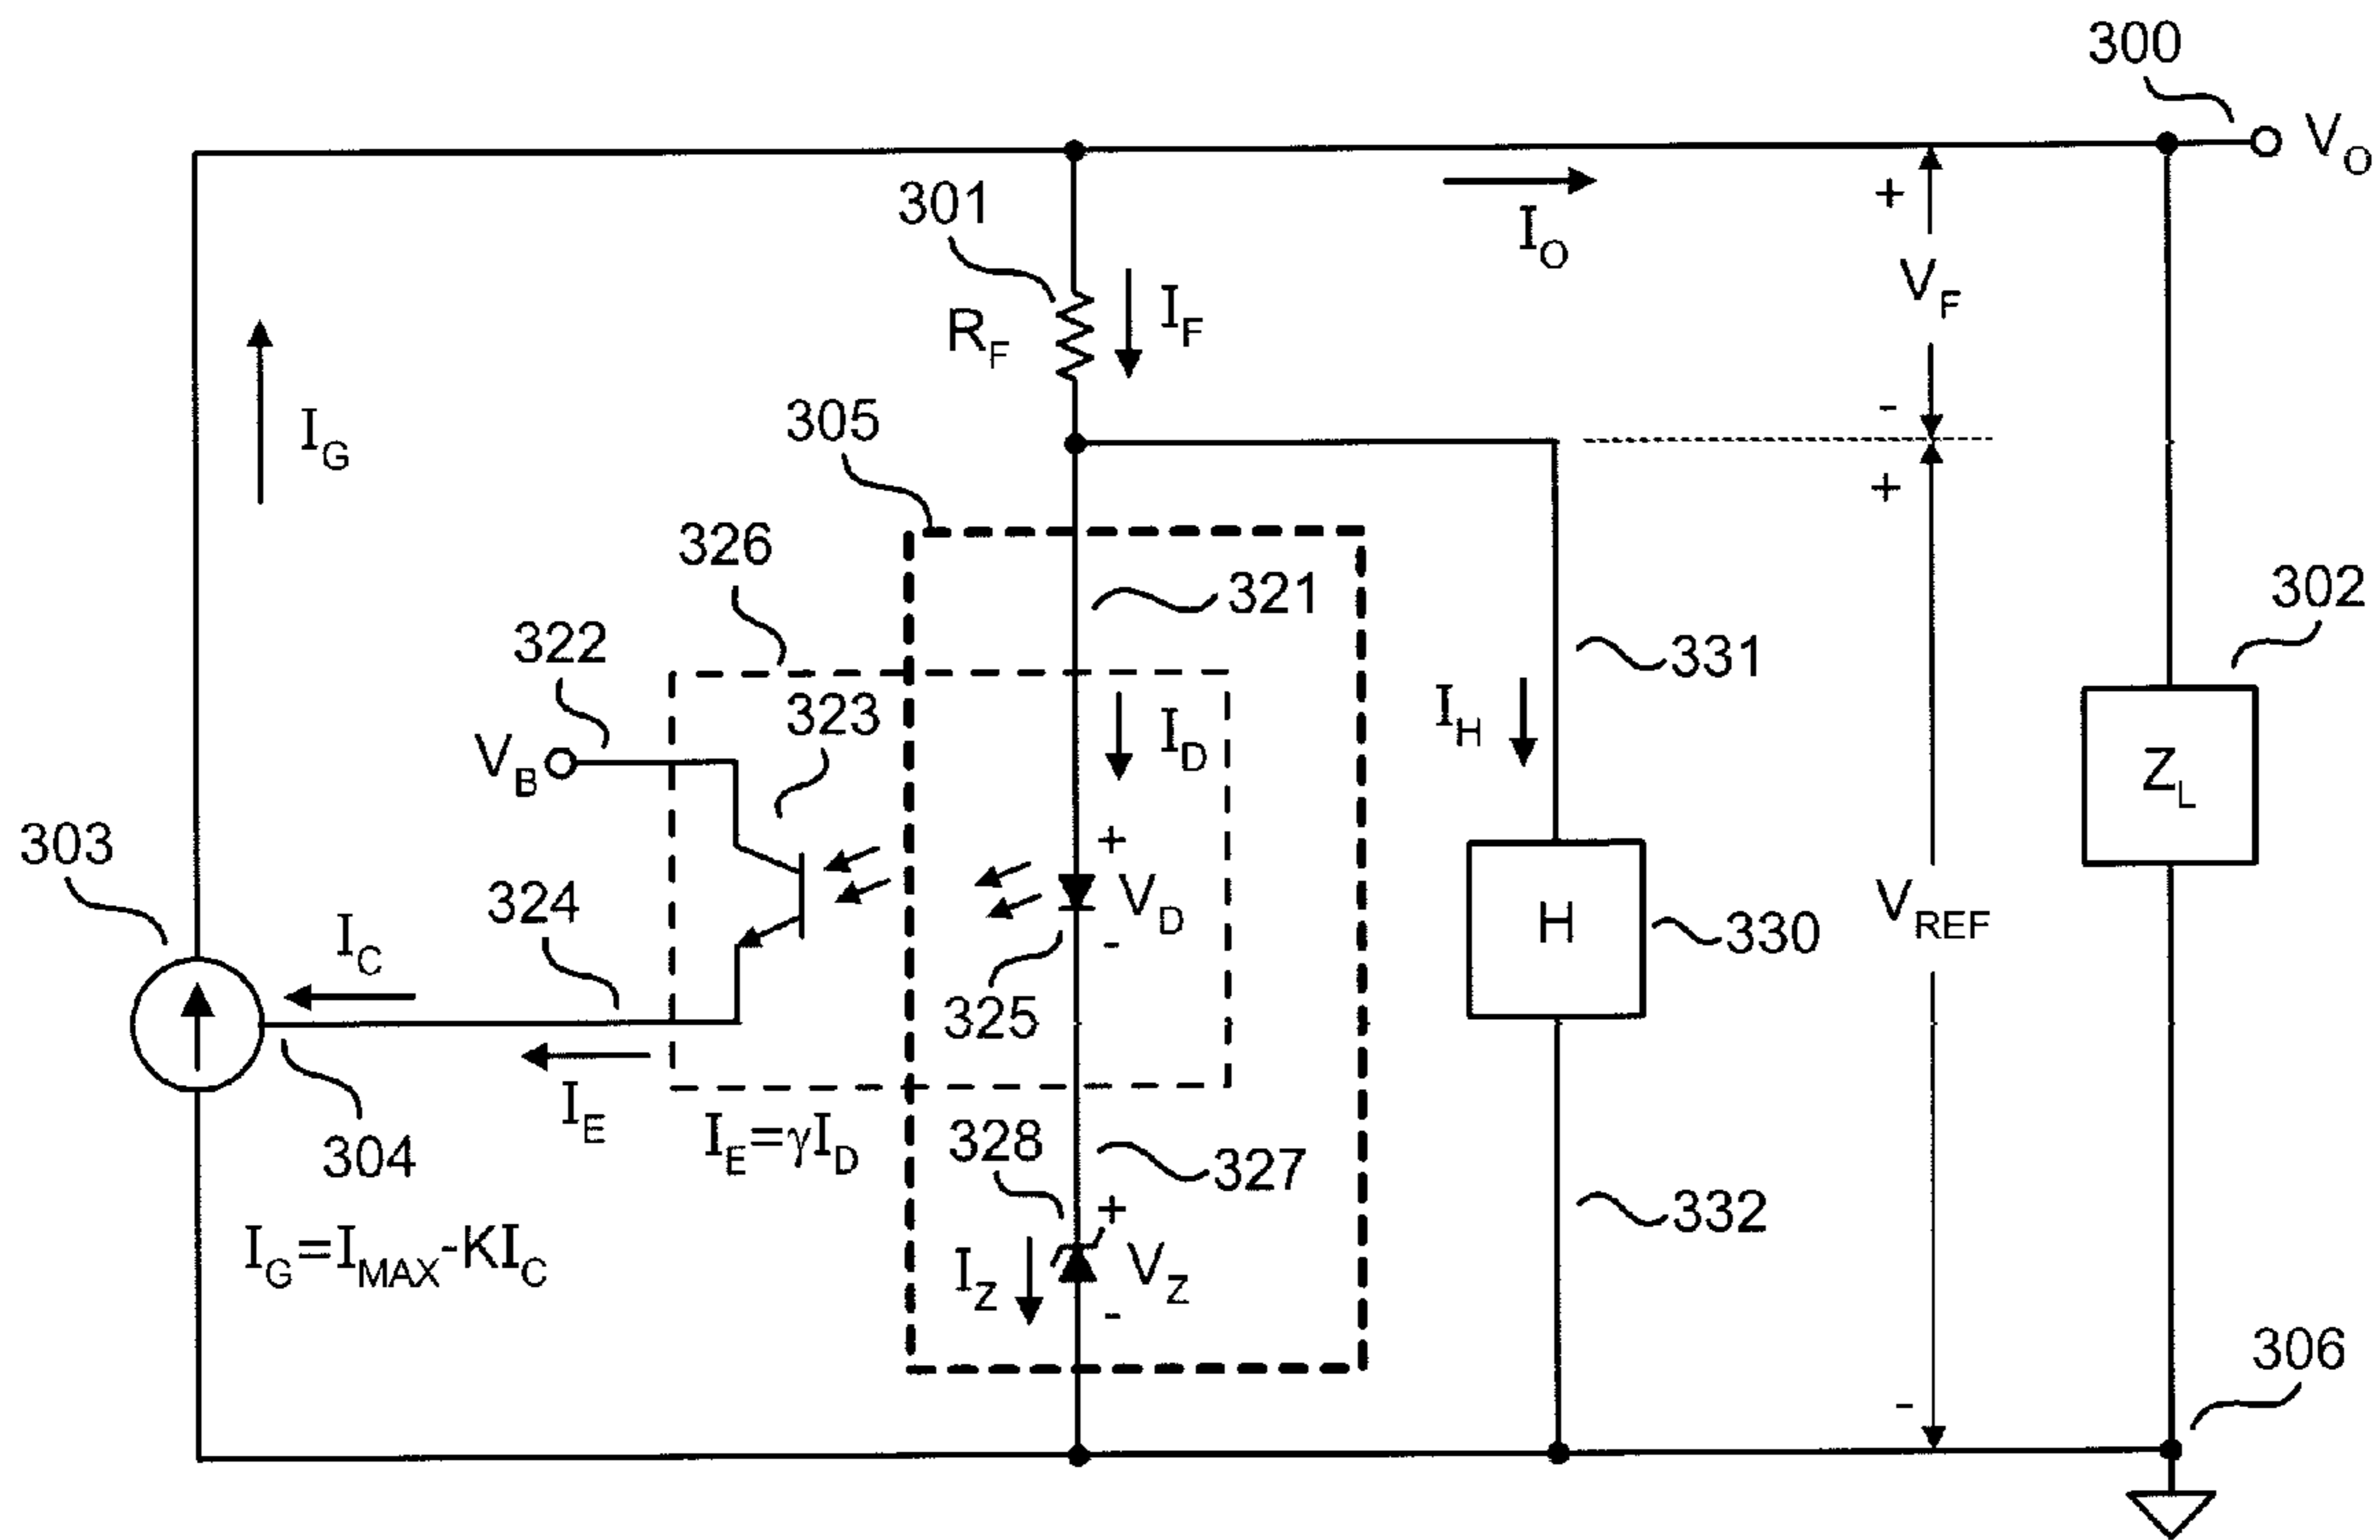 300
V_O
301
I_O
V_F
+
-
R_F
I_F
305
I_G
+
326
321
302
322
323
331
V_B
I_D
I_H
Z_L
303
324
I_C
+
V_D
-
325
H
330
V_REF
I_E
304
I_E=γI_D
328
327
+
332
I_G=I_MAX-KI_C
I_Z
V_Z
-
306
-